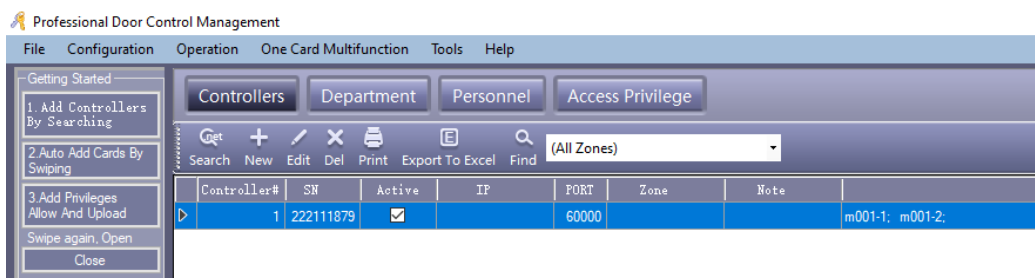 Professional Door Control Management
File Configuration Operation One Card Multifunction Tools Help
Getting Started
1.Add Controllers
By Searching
2.Auto Add Cards By
Swiping
3.Add Privileges
Allow And Upload
Swipe again, Open
Close
Controllers Department Personnel Access Privilege
.net
Search New Edit Del Print E Export To Excel Find (All Zones)
Controller# SN Active IP PORT Zone Note
1 222111879 60000 m001-1; m001-2;